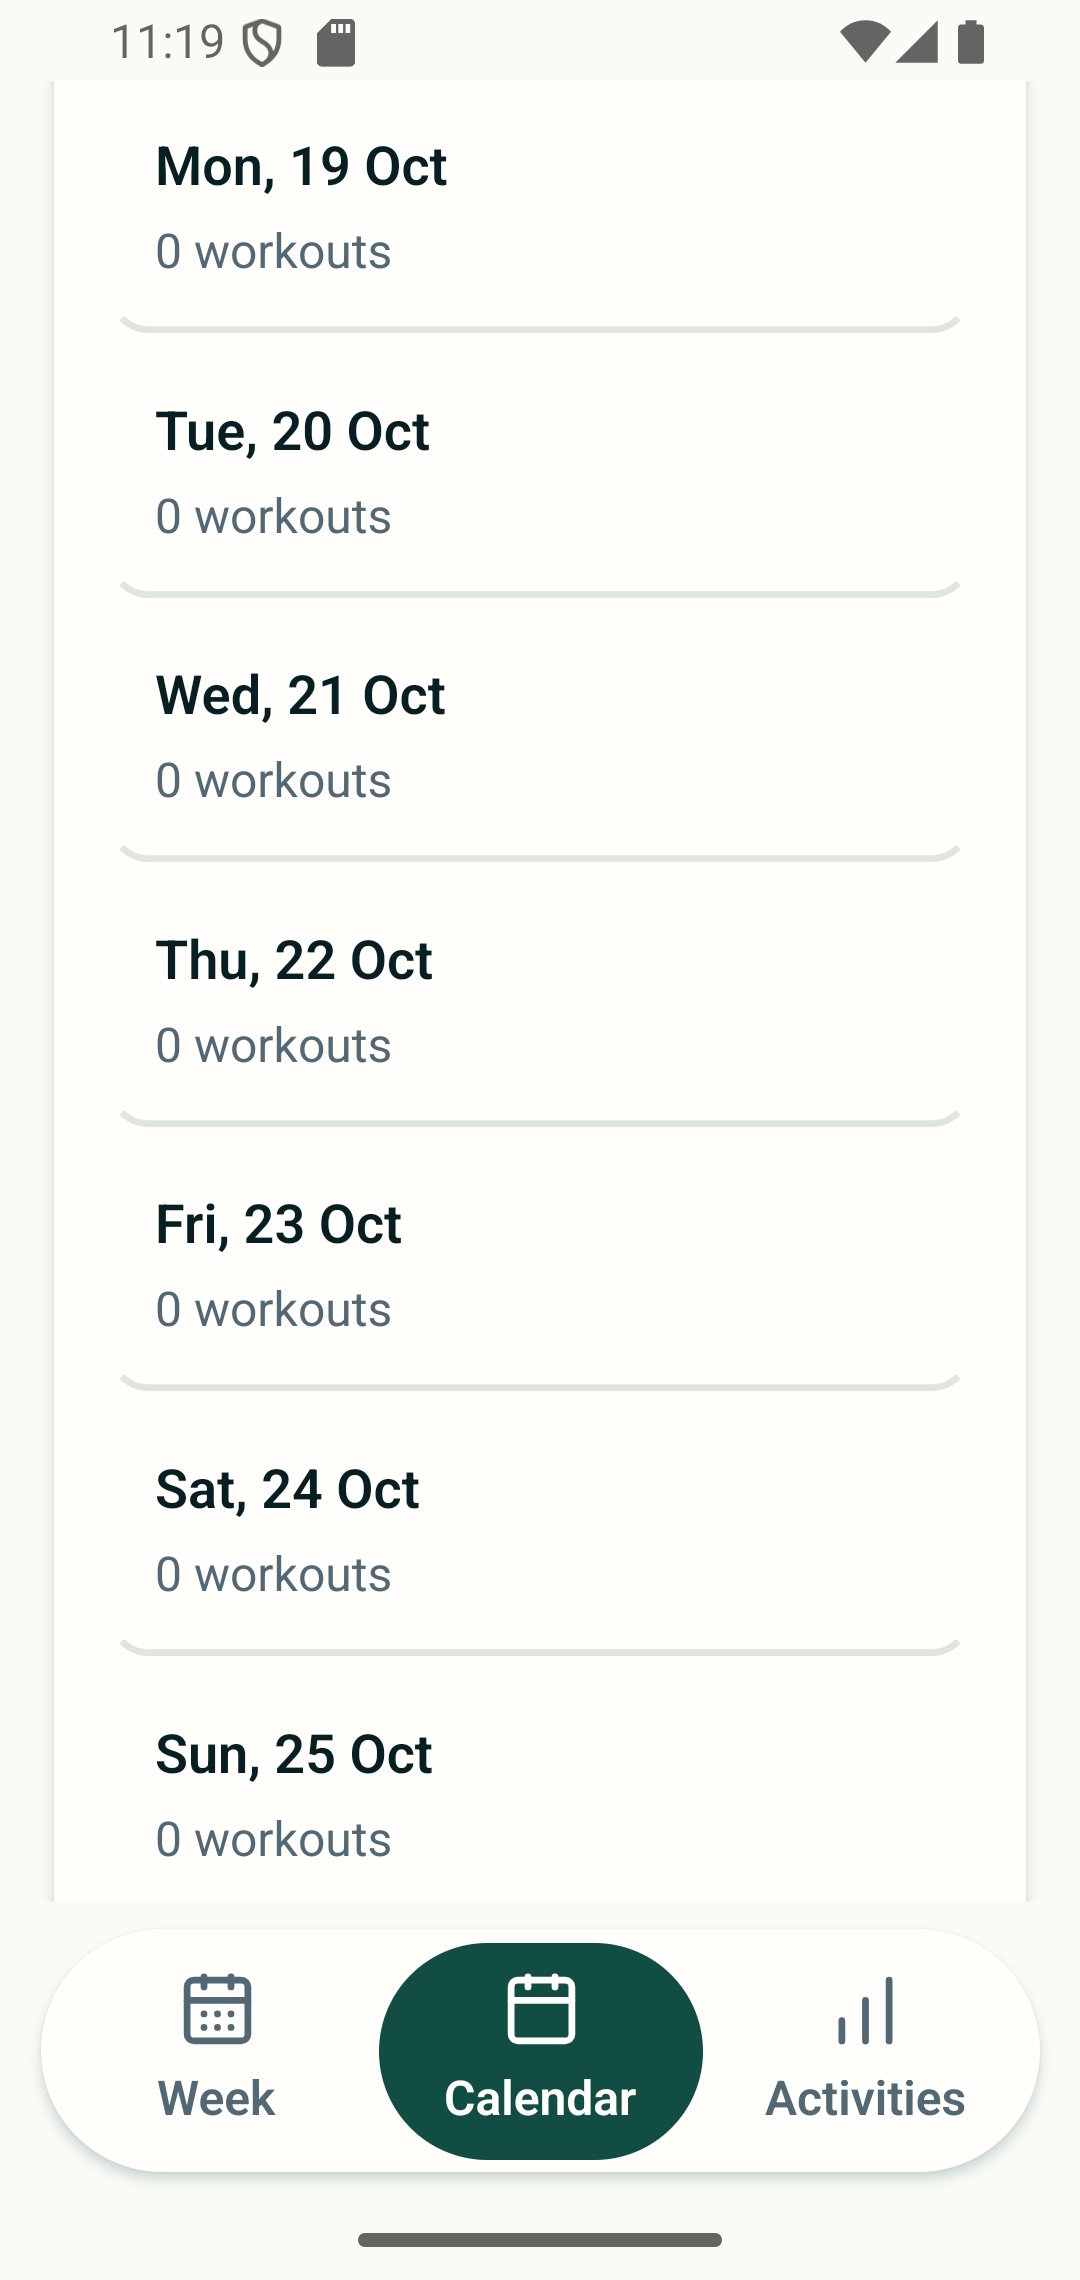 11:19
Mon, 19 Oct
0 workouts
Tue, 20 Oct
0 workouts
Wed, 21 Oct
0 workouts
Thu, 22 Oct
0 workouts
Fri, 23 Oct
0 workouts
Sat, 24 Oct
0 workouts
Sun, 25 Oct
0 workouts
Week
Calendar
Activities